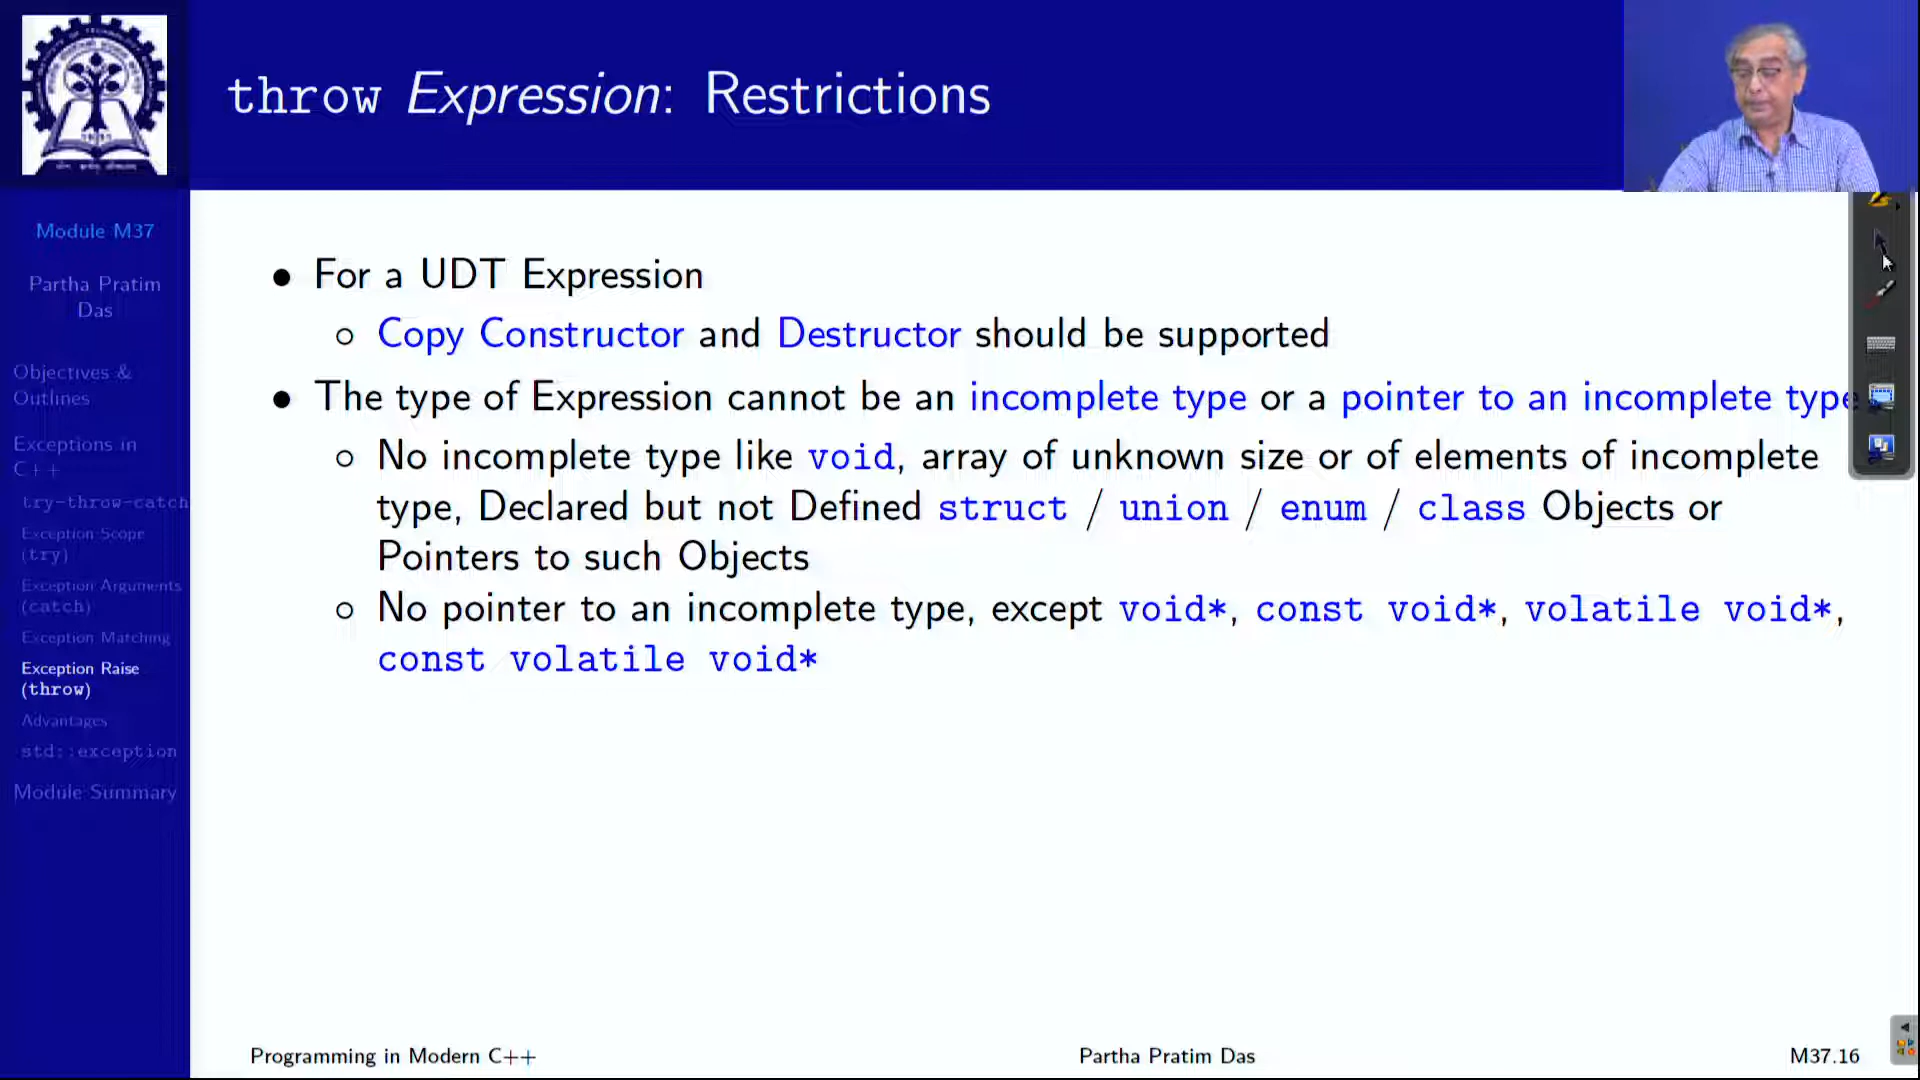 throw Expression: Restrictions
Module M37
Partha Pratim
Das
Objectives &
Outlines
Exceptions in
C++
try-throw-catch
Exception Scope
(try)
Exception Arguments
(catch)
Exception Matching
Exception Raise
(throw)
Advantages
std::exception
Module Summary
• For a UDT Expression
◦ Copy Constructor and Destructor should be supported
• The type of Expression cannot be an incomplete type or a pointer to an incomplete type
◦ No incomplete type like void, array of unknown size or of elements of incomplete
type, Declared but not Defined struct / union / enum / class Objects or
Pointers to such Objects
◦ No pointer to an incomplete type, except void*, const void*, volatile void*,
const volatile void*
Programming in Modern C++
Partha Pratim Das
M37.16